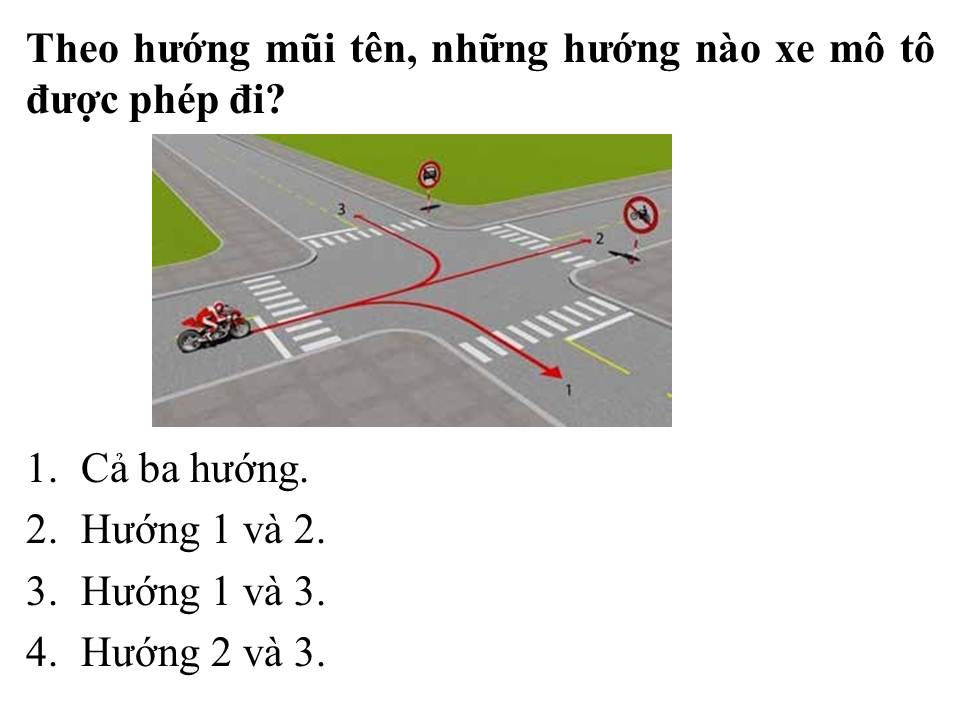 Theo hướng mũi tên, những hướng nào xe mô tô
được phép đi?
3
2
1
1. Cả ba hướng.
2. Hướng 1 và 2.
3. Hướng 1 và 3.
4. Hướng 2 và 3.